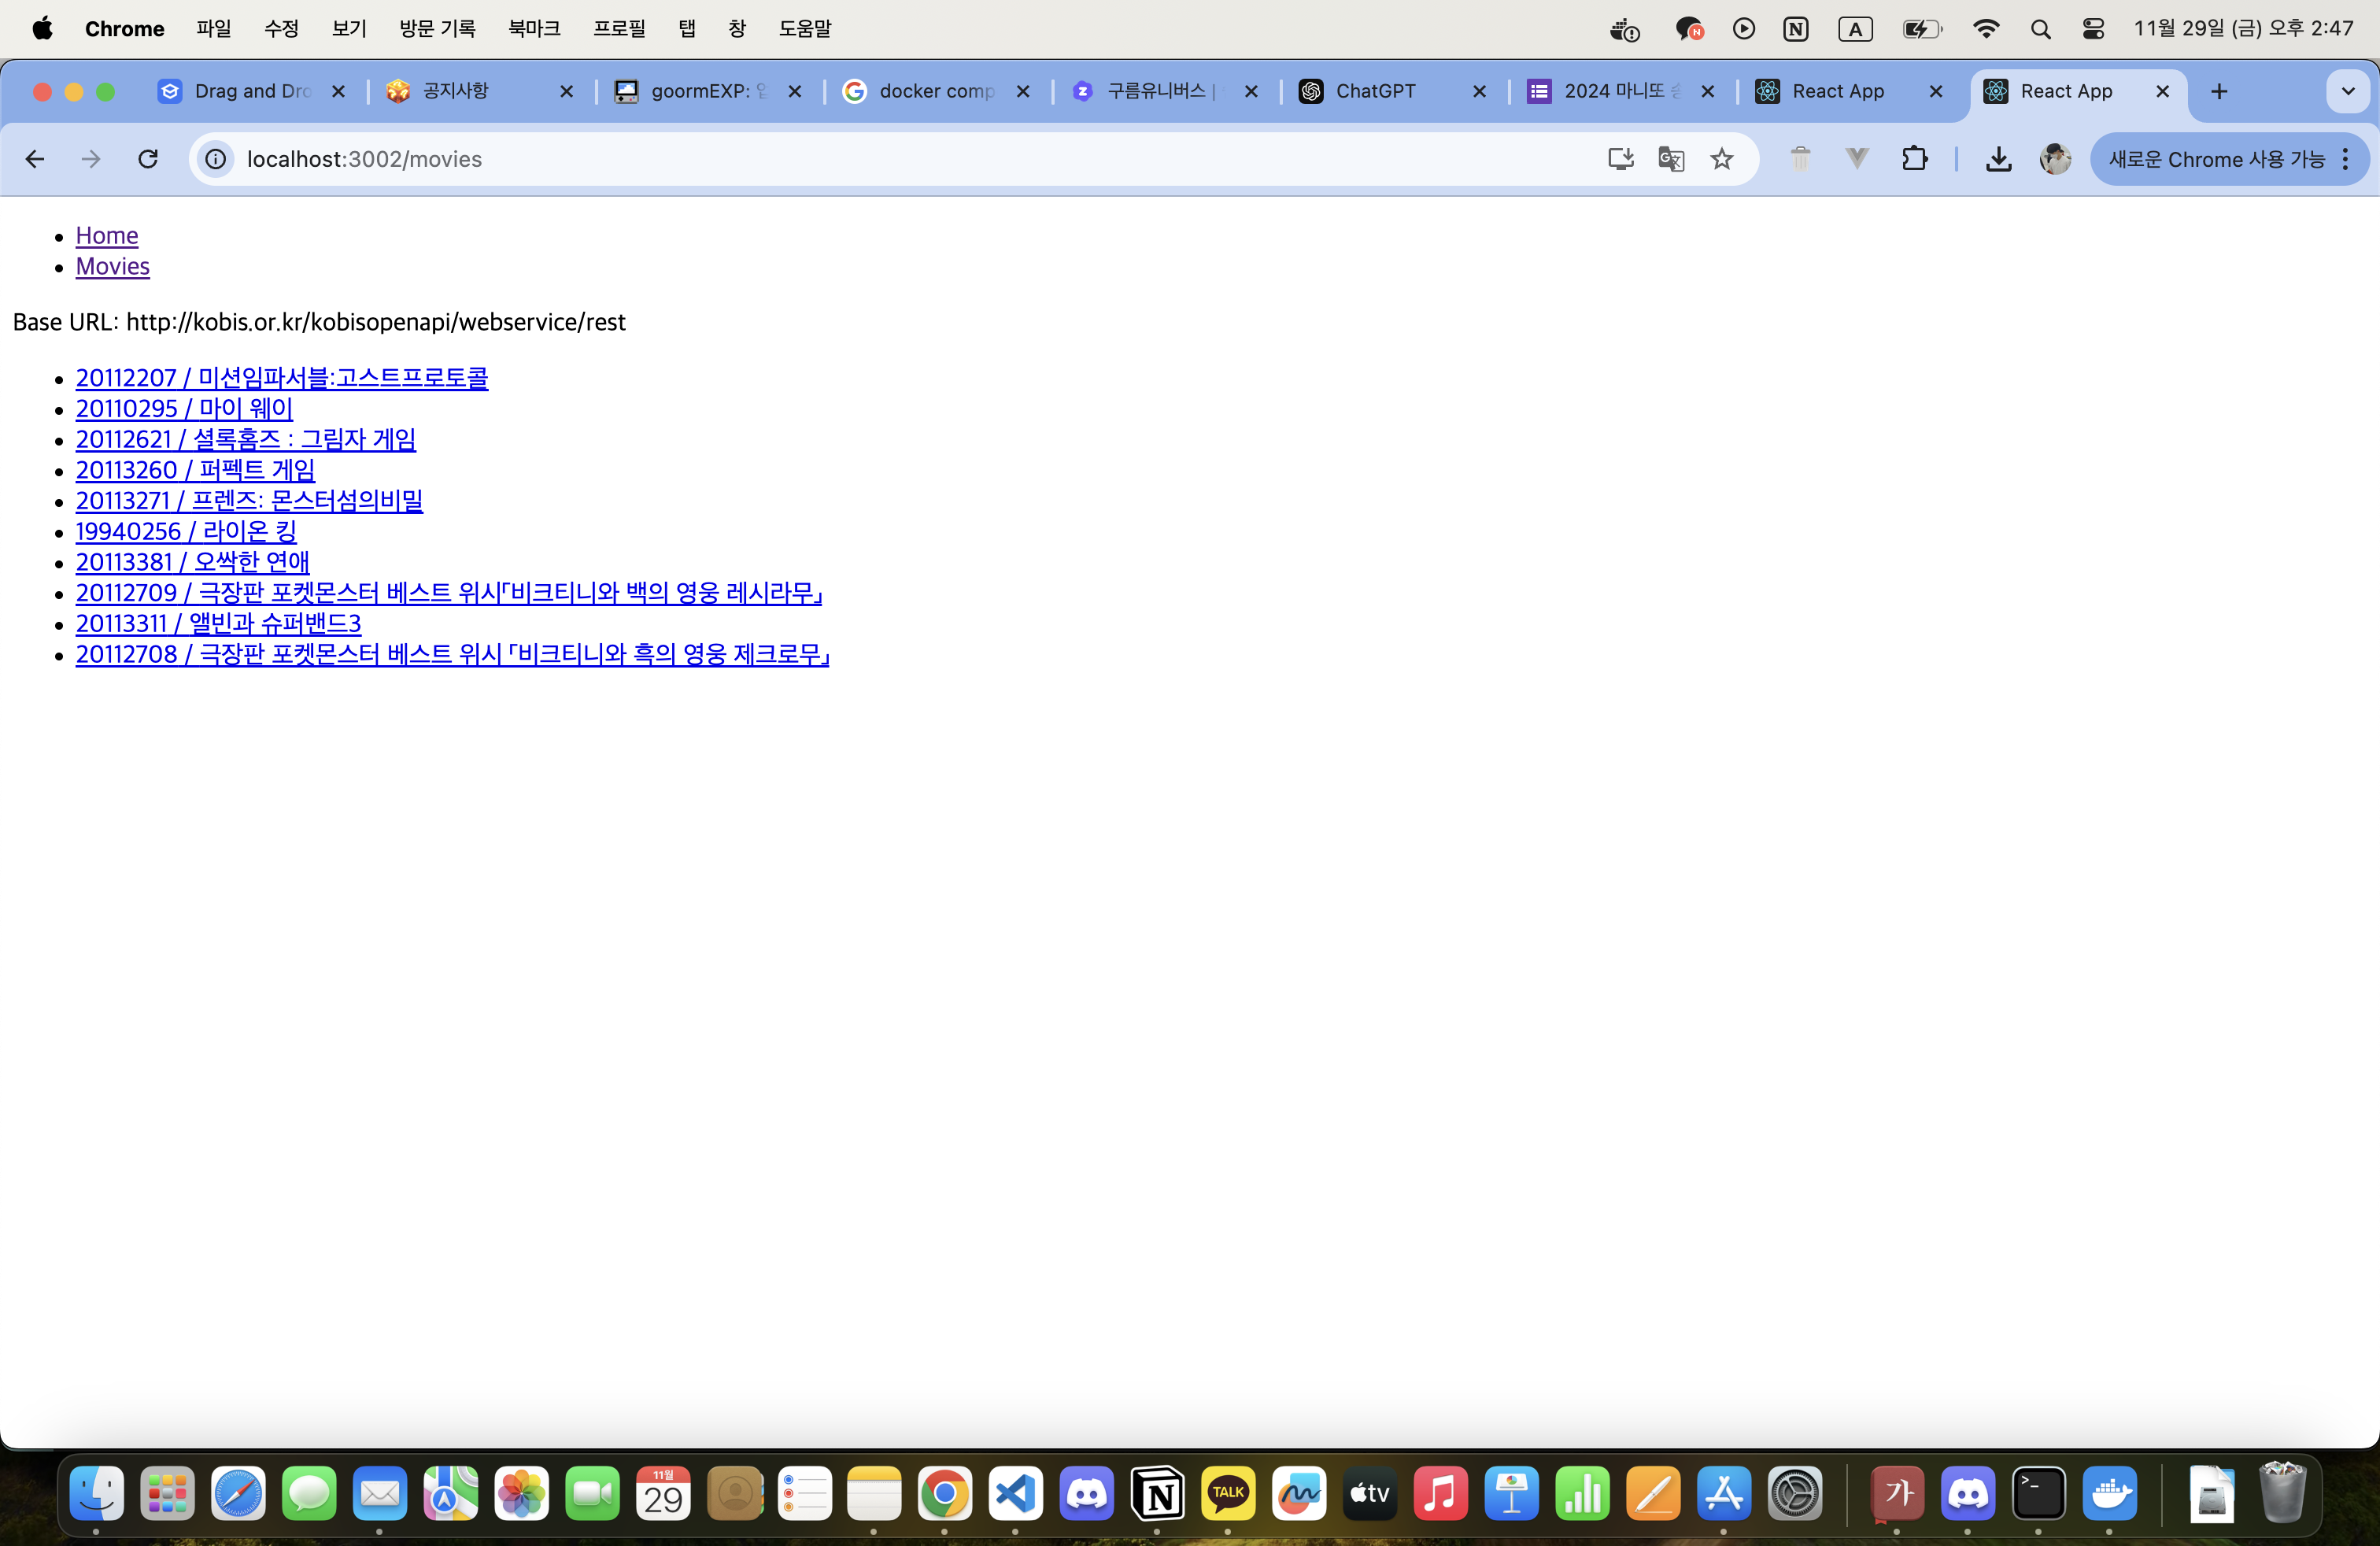 Chrome 파일 수정 보기 방문 기록 북마크 프로필 탭 창 도움말 N N A 11월 29일 (금) 오후 2:47
Drag and Dro 공지사항 goormEXP: docker comp 구름유니버스 | ChatGPT 2024 마니또 React App React App
localhost:3002/movies 새로운 Chrome 사용 가능
Home
Movies
Base URL: http://kobis.or.kr/kobisopenapi/webservice/rest
20112207 / 미션임파서블:고스트프로토콜
20110295 / 마이 웨이
20112621 / 셜록홈즈 : 그림자 게임
20113260 / 퍼펙트 게임
20113271 / 프렌즈: 몬스터섬의비밀
19940256 / 라이온 킹
20113381 / 오싹한 연애
20112709 / 극장판 포켓몬스터 베스트 위시「비크티니와 백의 영웅 레시라무」
20113311 / 앨빈과 슈퍼밴드3
20112708 / 극장판 포켓몬스터 베스트 위시 「비크티니와 흑의 영웅 제크로무」
11월
29 N TALK tv 가 >_